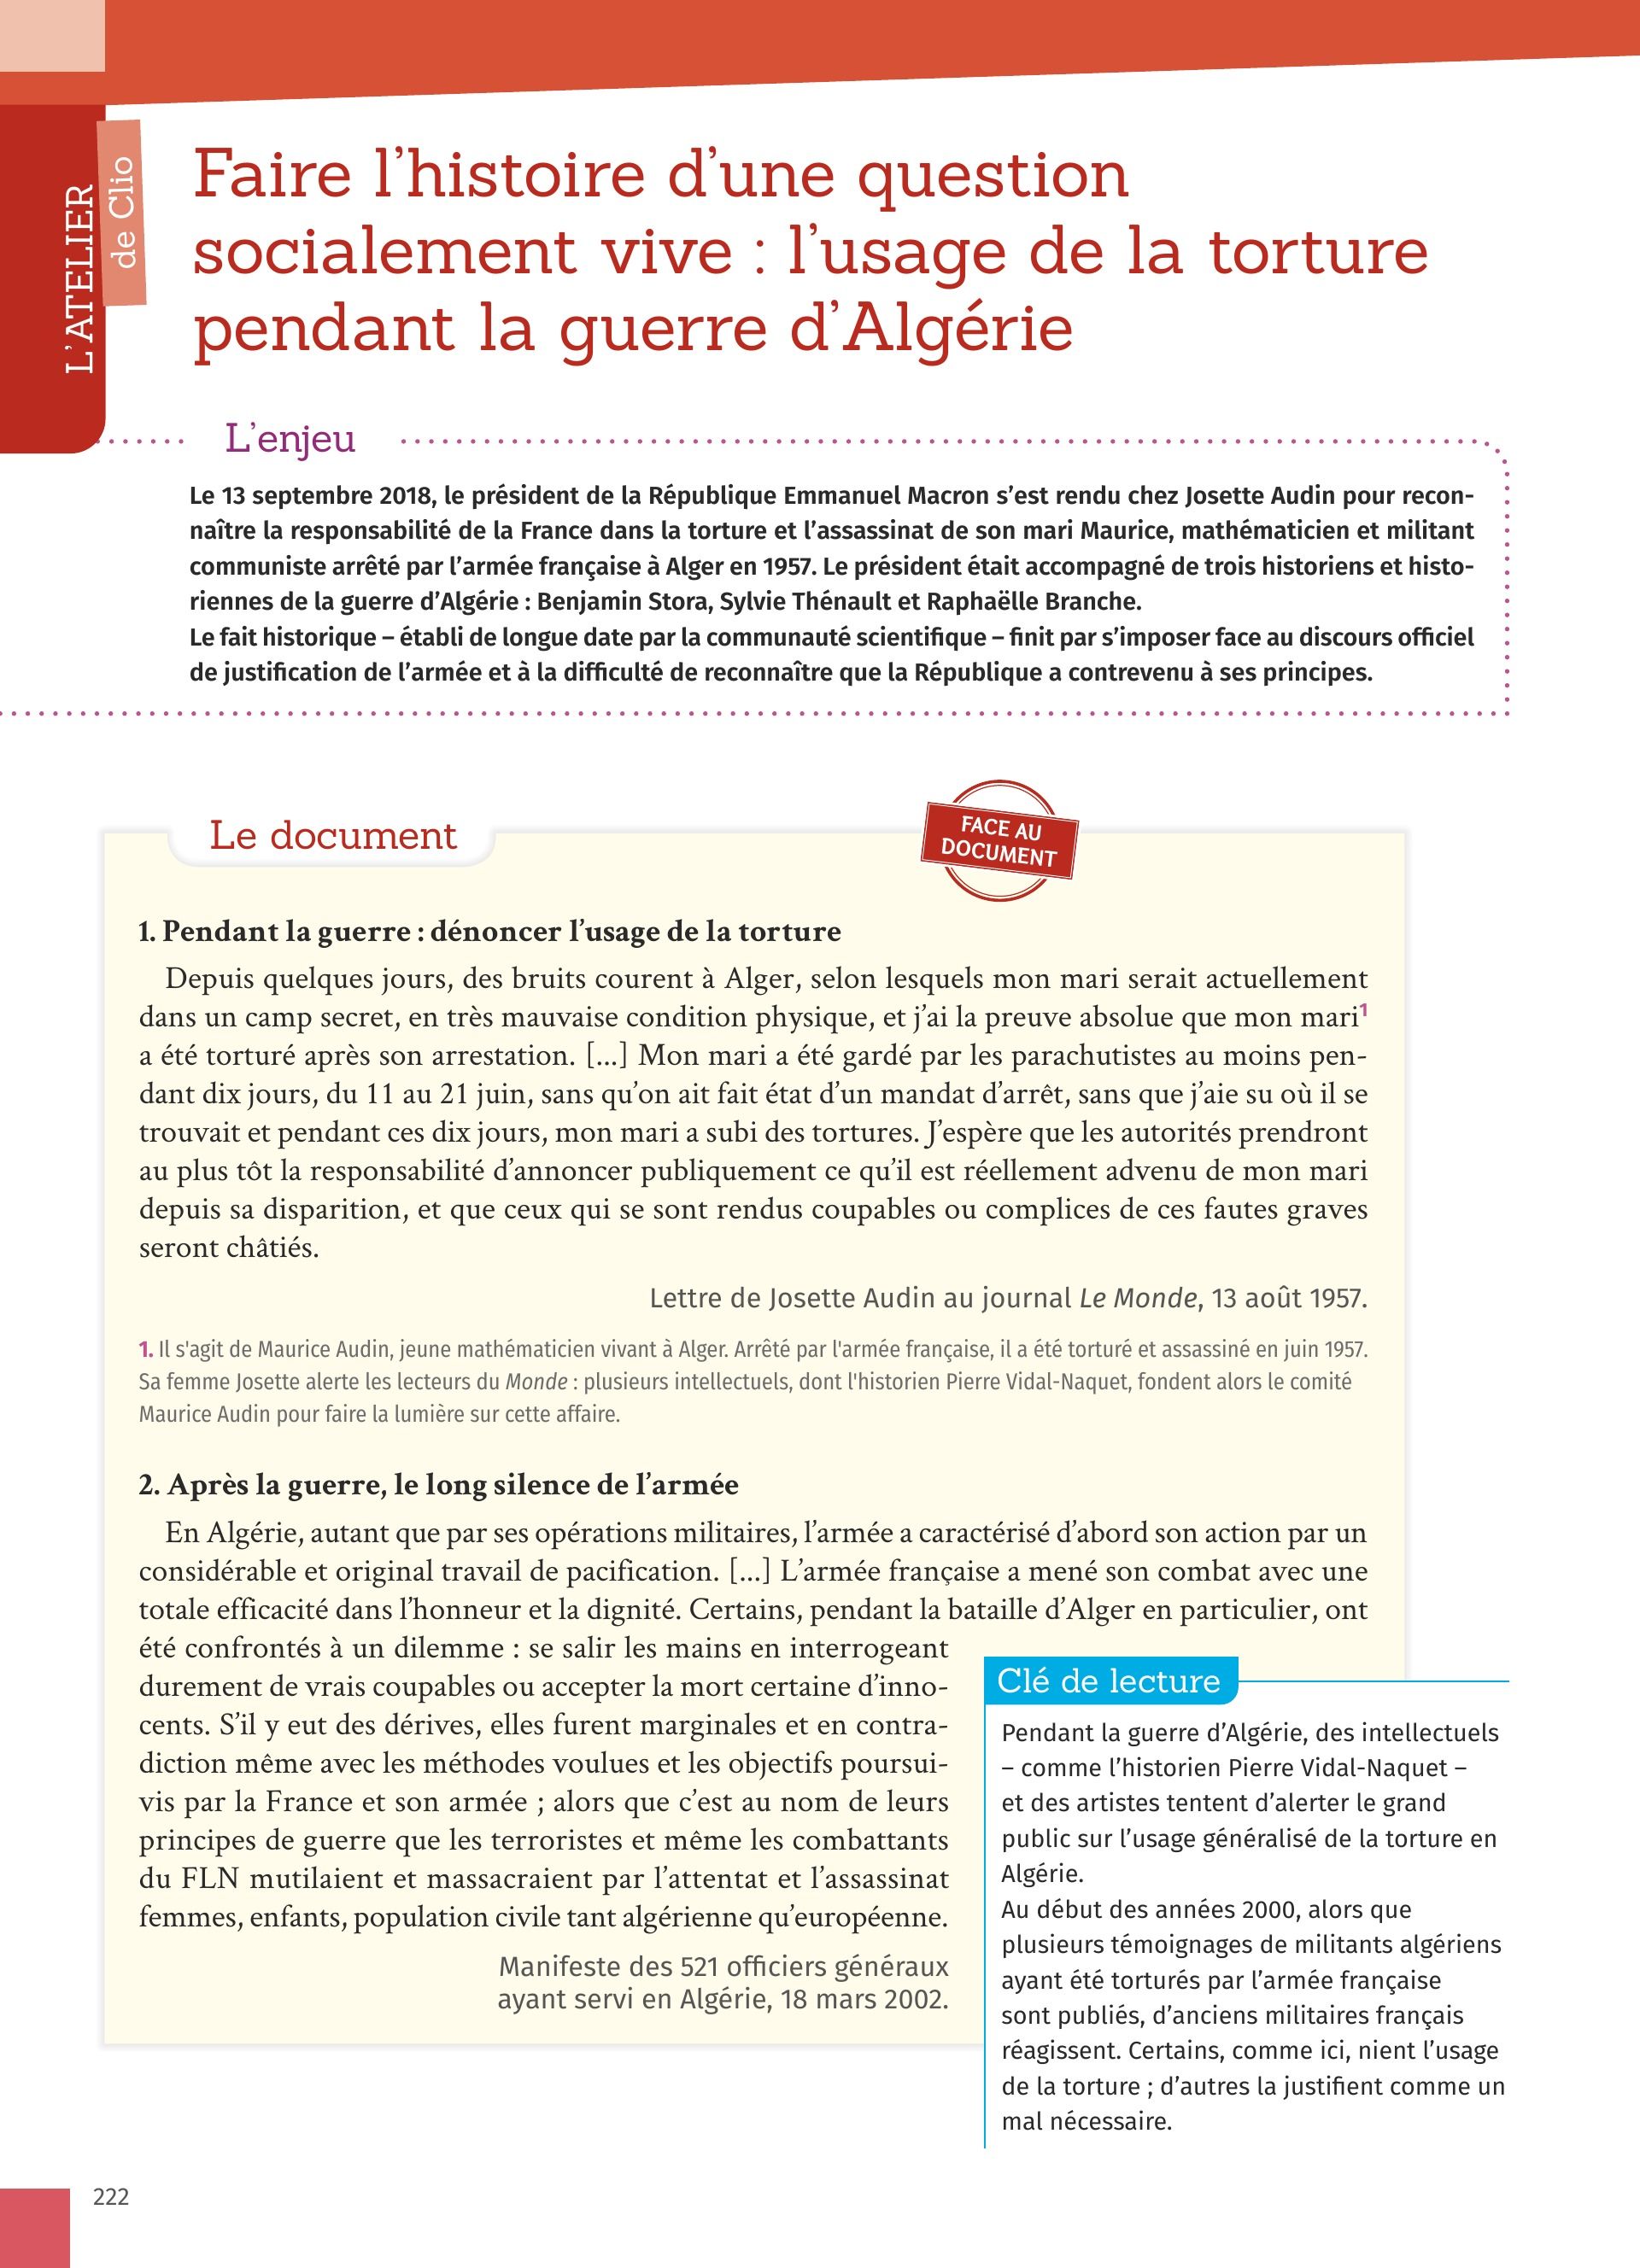 L'ATELIER
de Clio
Faire l'histoire d'une question
socialement vive : l'usage de la torture
pendant la guerre d'Algérie
L'enjeu
Le 13 septembre 2018, le président de la République Emmanuel Macron s'est rendu chez Josette Audin pour recon-
naître la responsabilité de la France dans la torture et l'assassinat de son mari Maurice, mathématicien et militant
communiste arrêté par l'armée française à Alger en 1957. Le président était accompagné de trois historiens et histo-
riennes de la guerre d'Algérie : Benjamin Stora, Sylvie Thénault et Raphaëlle Branche.
Le fait historique – établi de longue date par la communauté scientifique – finit par s'imposer face au discours officiel
de justification de l'armée et à la difficulté de reconnaître que la République a contrevenu à ses principes.
Le document
FACE AU
DOCUMENT
1. Pendant la guerre : dénoncer l'usage de la torture
Depuis quelques jours, des bruits courent à Alger, selon lesquels mon mari serait actuellement
dans un camp secret, en très mauvaise condition physique, et j'ai la preuve absolue que mon mari1
a été torturé après son arrestation. [...] Mon mari a été gardé par les parachutistes au moins pen-
dant dix jours, du 11 au 21 juin, sans qu'on ait fait état d'un mandat d'arrêt, sans que j'aie su où il se
trouvait et pendant ces dix jours, mon mari a subi des tortures. J'espère que les autorités prendront
au plus tôt la responsabilité d'annoncer publiquement ce qu'il est réellement advenu de mon mari
depuis sa disparition, et que ceux qui se sont rendus coupables ou complices de ces fautes graves
seront châtiés.
Lettre de Josette Audin au journal Le Monde, 13 août 1957.
1. Il s'agit de Maurice Audin, jeune mathématicien vivant à Alger. Arrêté par l'armée française, il a été torturé et assassiné en juin 1957.
Sa femme Josette alerte les lecteurs du Monde : plusieurs intellectuels, dont l'historien Pierre Vidal-Naquet, fondent alors le comité
Maurice Audin pour faire la lumière sur cette affaire.
2. Après la guerre, le long silence de l'armée
En Algérie, autant que par ses opérations militaires, l'armée a caractérisé d'abord son action par un
considérable et original travail de pacification. [...] L'armée française a mené son combat avec une
totale efficacité dans l'honneur et la dignité. Certains, pendant la bataille d'Alger en particulier, ont
été confrontés à un dilemme : se salir les mains en interrogeant
durement de vrais coupables ou accepter la mort certaine d'inno-
cents. S'il y eut des dérives, elles furent marginales et en contra-
diction même avec les méthodes voulues et les objectifs poursui-
vis par la France et son armée ; alors que c'est au nom de leurs
principes de guerre que les terroristes et même les combattants
du FLN mutilaient et massacraient par l'attentat et l'assassinat
femmes, enfants, population civile tant algérienne qu'européenne.
Manifeste des 521 officiers généraux
ayant servi en Algérie, 18 mars 2002.
Clé de lecture
Pendant la guerre d'Algérie, des intellectuels
– comme l'historien Pierre Vidal-Naquet –
et des artistes tentent d'alerter le grand
public sur l'usage généralisé de la torture en
Algérie.
Au début des années 2000, alors que
plusieurs témoignages de militants algériens
ayant été torturés par l'armée française
sont publiés, d'anciens militaires français
réagissent. Certains, comme ici, nient l'usage
de la torture ; d'autres la justifient comme un
mal nécessaire.
222